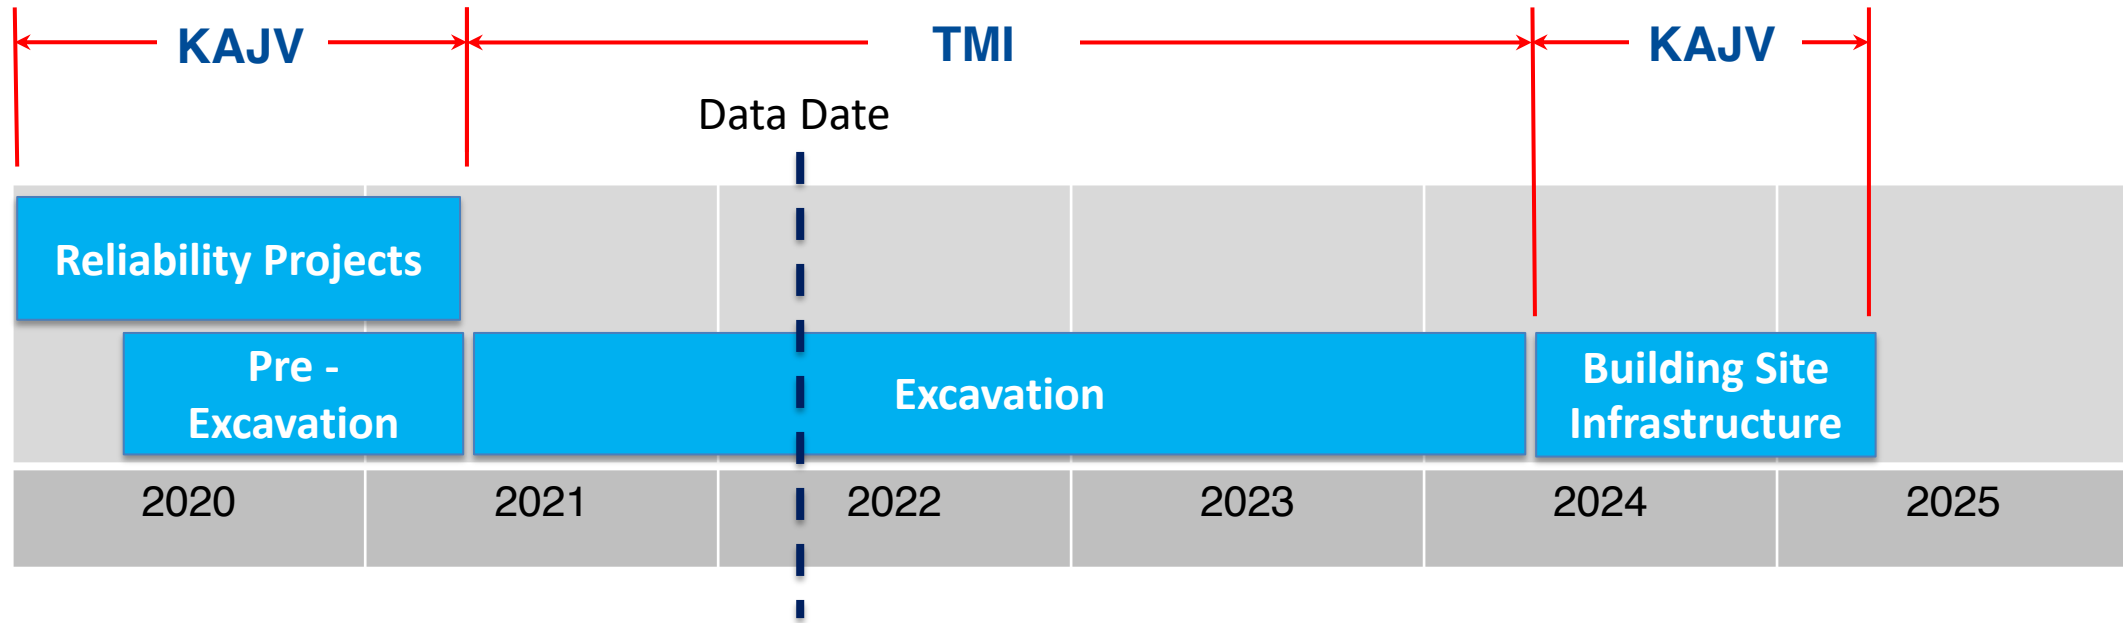 KAJV
TMI
KAJV
Data Date
Reliability Projects
Pre -
Excavation
Excavation
Building Site
Infrastructure
2020
2021
2022
2023
2024
2025